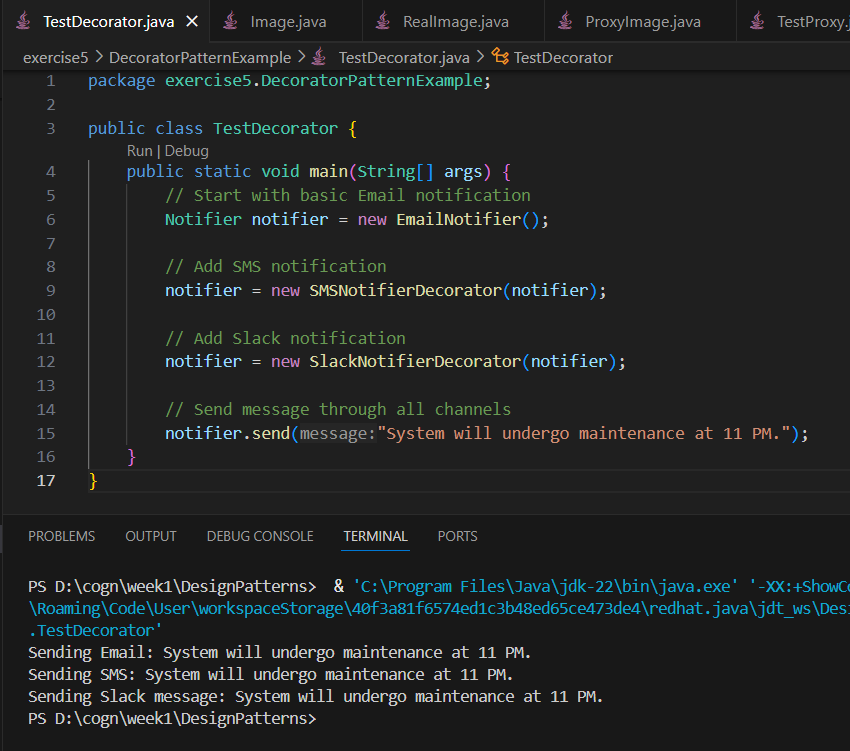 TestDecorator.java
Image.java
RealImage.java
ProxyImage.java
TestProxy.j
exercise5 > DecoratorPatternExample > TestDecorator.java > TestDecorator
1 package exercise5.DecoratorPatternExample;
2
3 public class TestDecorator {
Run | Debug
4 public static void main(String[] args) {
5 // Start with basic Email notification
6 Notifier notifier = new EmailNotifier();
7
8 // Add SMS notification
9 notifier = new SMSNotifierDecorator(notifier);
10
11 // Add Slack notification
12 notifier = new SlackNotifierDecorator(notifier);
13
14 // Send message through all channels
15 notifier.send(message:"System will undergo maintenance at 11 PM.");
16 }
17 }
PROBLEMS OUTPUT DEBUG CONSOLE TERMINAL PORTS
PS D:\cogn\week1\DesignPatterns> & 'C:\Program Files\Java\jdk-22\bin\java.exe' '-XX:+ShowCo
\Roaming\Code\User\workspaceStorage\40f3a81f6574ed1c3b48ed65ce473de4\redhat.java\jdt_ws\Desi
.TestDecorator'
Sending Email: System will undergo maintenance at 11 PM.
Sending SMS: System will undergo maintenance at 11 PM.
Sending Slack message: System will undergo maintenance at 11 PM.
PS D:\cogn\week1\DesignPatterns>